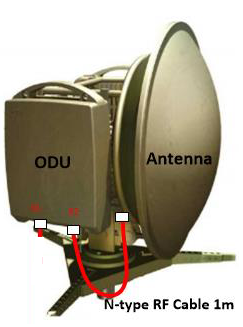 ODU
Antenna
N-type RF Cable 1m